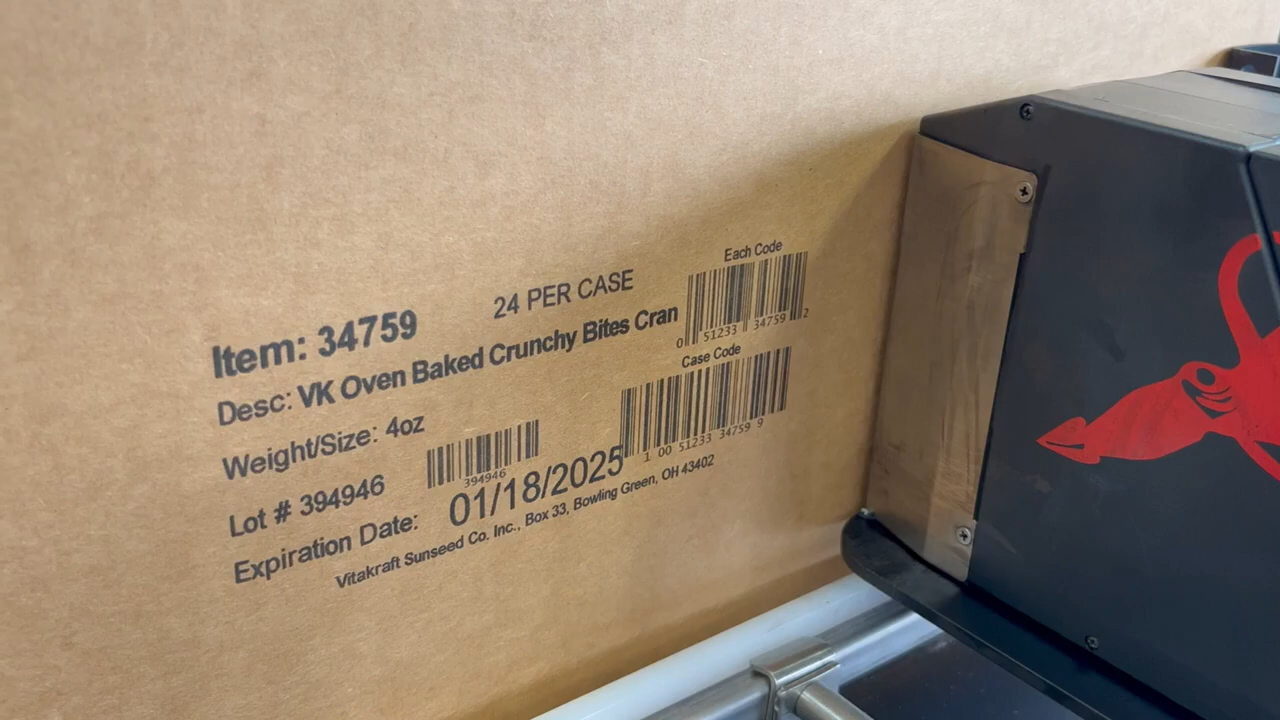 Each Code
24 PER CASE
Item: 34759
0 51233 34759 2
Desc: VK Oven Baked Crunchy Bites Cran
Case Code
Weight/Size: 4oz
1 00 51233 34759 9
Lot # 394946
394946
Expiration Date: 01/18/2025
Vitakraft Sunseed Co. Inc., Box 33, Bowling Green, OH 43402